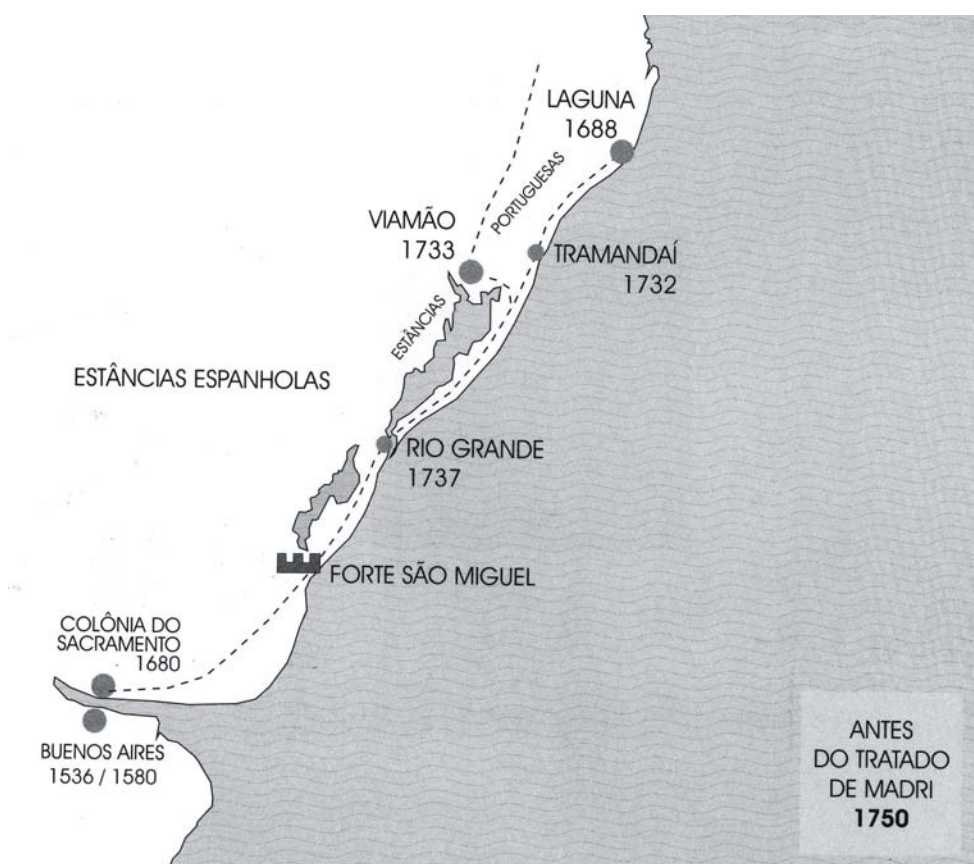 LAGUNA
1688
PORTUGUESAS
VIAMÃO
1733
TRAMANDAÍ
1732
ESTÂNCIAS
ESTÂNCIAS ESPANHOLAS
RIO GRANDE
1737
FORTE SÃO MIGUEL
COLÔNIA DO
SACRAMENTO
1680
BUENOS AIRES
1536 / 1580
ANTES
DO TRATADO
DE MADRI
1750